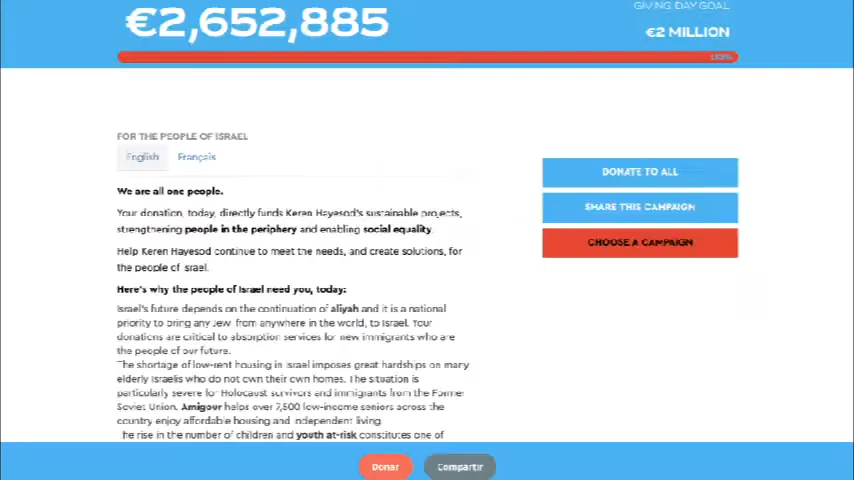 €2,652,885
GIVING DAY GOAL
€2 MILLION
FOR THE PEOPLE OF ISRAEL
English Français
We are all one people.
Your donation, today, directly funds Keren Hayesod's sustainable projects,
strengthening people in the periphery and enabling social equality.
Help Keren Hayesod continue to meet the needs, and create solutions, for
the people of Israel.
Here's why the people of Israel need you, today:
Israel's future depends on the continuation of aliyah and it is a national
priority to bring any Jew from anywhere in the world, to Israel. Your
donations are critical to absorption services for new immigrants who are
the people of our future.
The shortage of low-rent housing in Israel imposes great hardships on many
elderly Israelis who do not own their own homes. The situation is
particularly severe for Holocaust survivors and immigrants from the Former
Soviet Union. Amigour helps over 7,500 low-income seniors across the
country enjoy affordable housing and independent living
The rise in the number of children and youth at-risk constitutes one of
DONATE TO ALL
SHARE THIS CAMPAIGN
CHOOSE A CAMPAIGN
Donar
Compartir